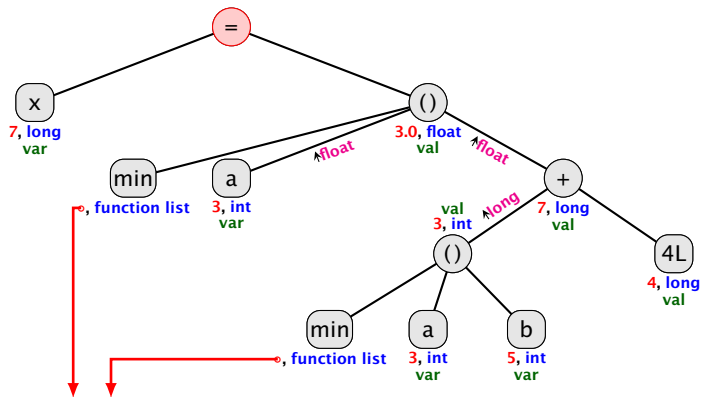 =
x
7, long
var
()
3.0, float
val
↗float
↗float
min
, function list
a
3, int
var
+
7, long
val
↗long
val
3, int
()
4L
4, long
val
min
, function list
a
3, int
var
b
5, int
var